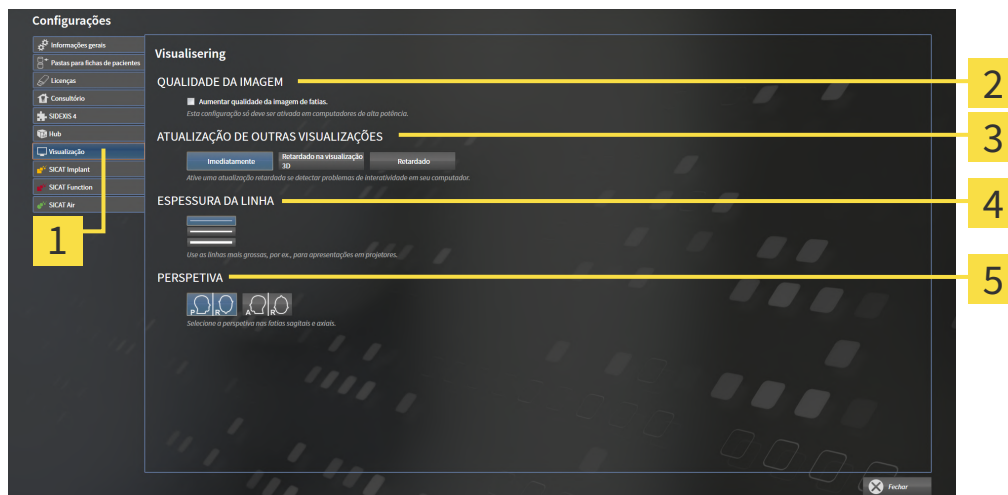 Configurações
Informações gerais
Pastas para fichas de pacientes
Licenças
Consultório
SIDEXIS 4
Hub
Visualização
SICAT Implant
SICAT Function
SICAT Air
1
Visualisering
QUALIDADE DA IMAGEM
2
Aumentar qualidade da imagem de fatias.
Esta configuração só deve ser ativada em computadores de alta potência.
ATUALIZAÇÃO DE OUTRAS VISUALIZAÇÕES
3
Imediatamente
Retardado na visualização
3D
Retardado
Ative uma atualização retardada se detectar problemas de interatividade em seu computador.
ESPESSURA DA LINHA
4
Use as linhas mais grossas, por ex., para apresentações em projetores.
PERSPETIVA
5
P R A R
Selecione a perspetiva nas fatias sagitais e axiais.
Fechar